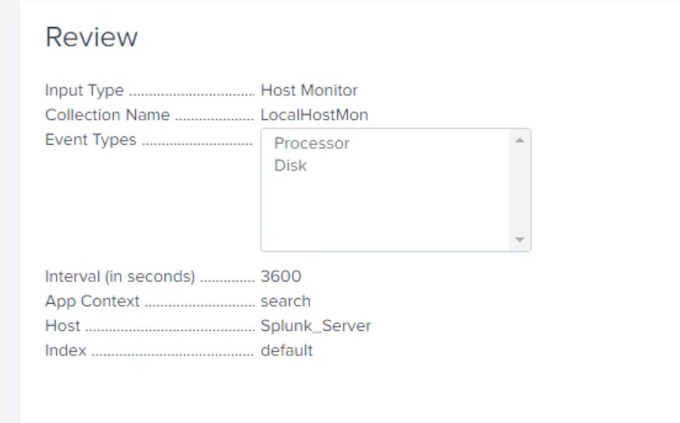 Review
Input Type ............................... Host Monitor
Collection Name ................... LocalHostMon
Event Types ...........................
Processor
Disk
Interval (in seconds) ............. 3600
App Context .......................... search
Host ......................................... Splunk_Server
Index ....................................... default